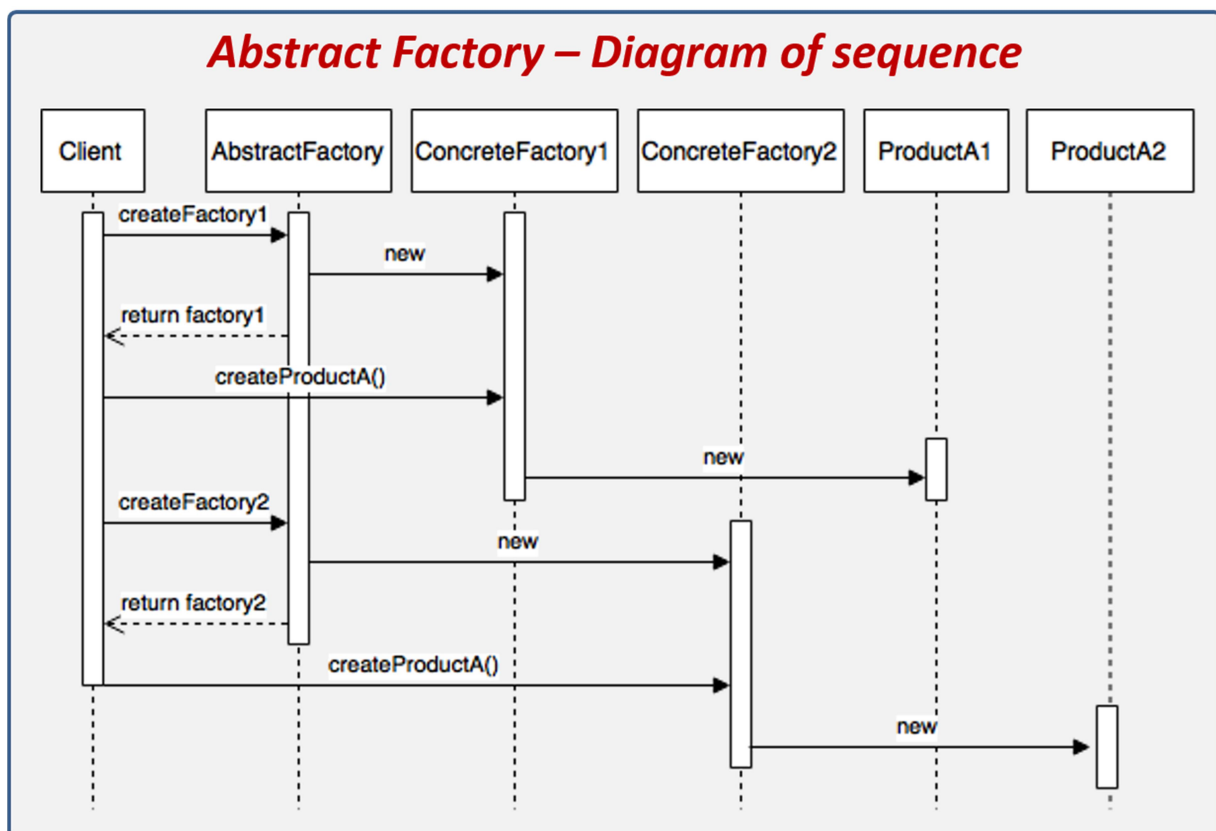 Abstract Factory – Diagram of sequence
Client
AbstractFactory
ConcreteFactory1
ConcreteFactory2
ProductA1
ProductA2
createFactory1
new
return factory1
createProductA()
new
createFactory2
new
return factory2
createProductA()
new